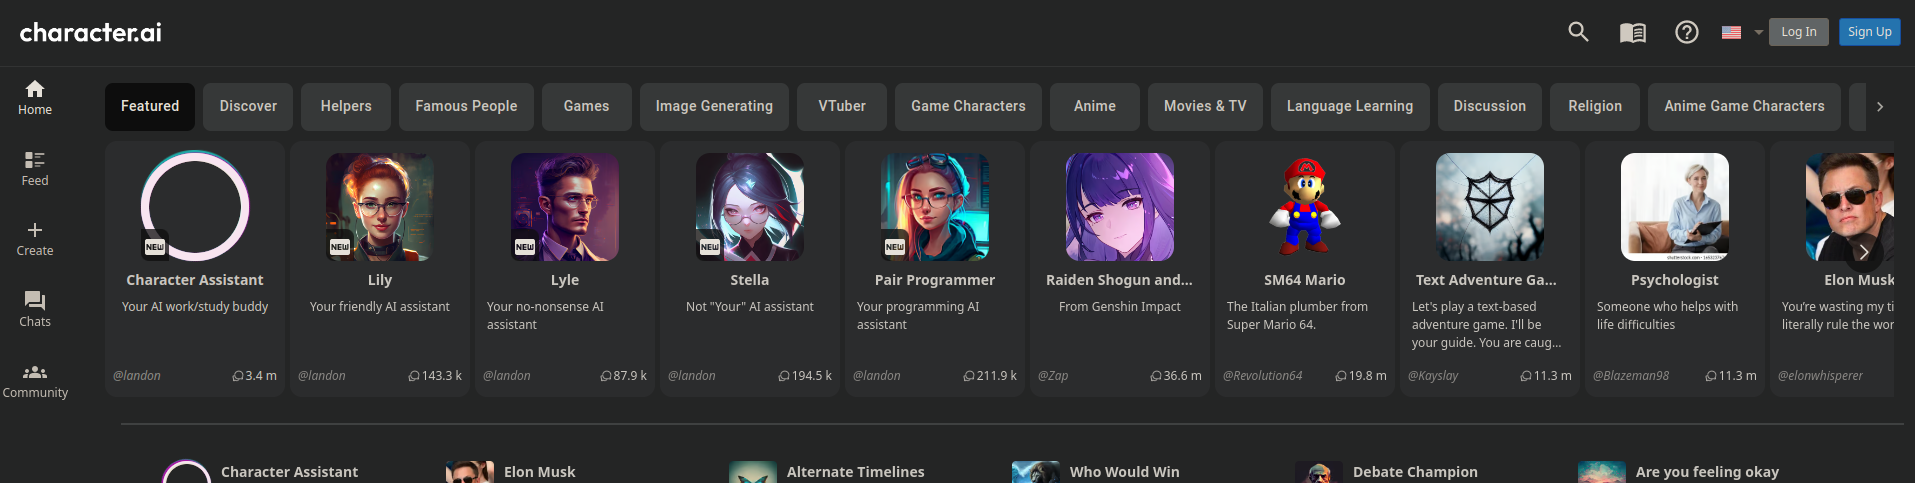 character.ai
Log In
Sign Up
Home
Feed
Create
Chats
Community
Featured
Discover
Helpers
Famous People
Games
Image Generating
VTuber
Game Characters
Anime
Movies & TV
Language Learning
Discussion
Religion
Anime Game Characters
NEW
Character Assistant
Your AI work/study buddy
@landon
3.4 m
NEW
Lily
Your friendly AI assistant
@landon
143.3 k
NEW
Lyle
Your no-nonsense AI
assistant
@landon
87.9 k
NEW
Stella
Not "Your" AI assistant
@landon
194.5 k
NEW
Pair Programmer
Your programming AI
assistant
@landon
211.9 k
Raiden Shogun and...
From Genshin Impact
@Zap
36.6 m
SM64 Mario
The Italian plumber from
Super Mario 64.
@Revolution64
19.8 m
Text Adventure Ga...
Let's play a text-based
adventure game. I'll be
your guide. You are caug...
@Kayslay
11.3 m
Psychologist
Someone who helps with
life difficulties
@Blazeman98
11.3 m
Elon Musk
You're wasting my ti
literally rule the wor
@elonwhisperer
Character Assistant
Elon Musk
Alternate Timelines
Who Would Win
Debate Champion
Are you feeling okay